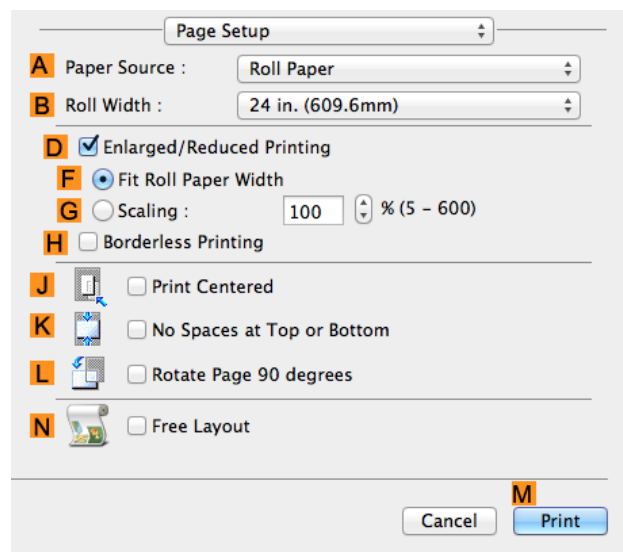 Page Setup
A Paper Source : Roll Paper
B Roll Width : 24 in. (609.6mm)
D Enlarged/Reduced Printing
F Fit Roll Paper Width
G Scaling : 100 % (5 - 600)
H Borderless Printing
J Print Centered
K No Spaces at Top or Bottom
L Rotate Page 90 degrees
N Free Layout
M
Cancel Print